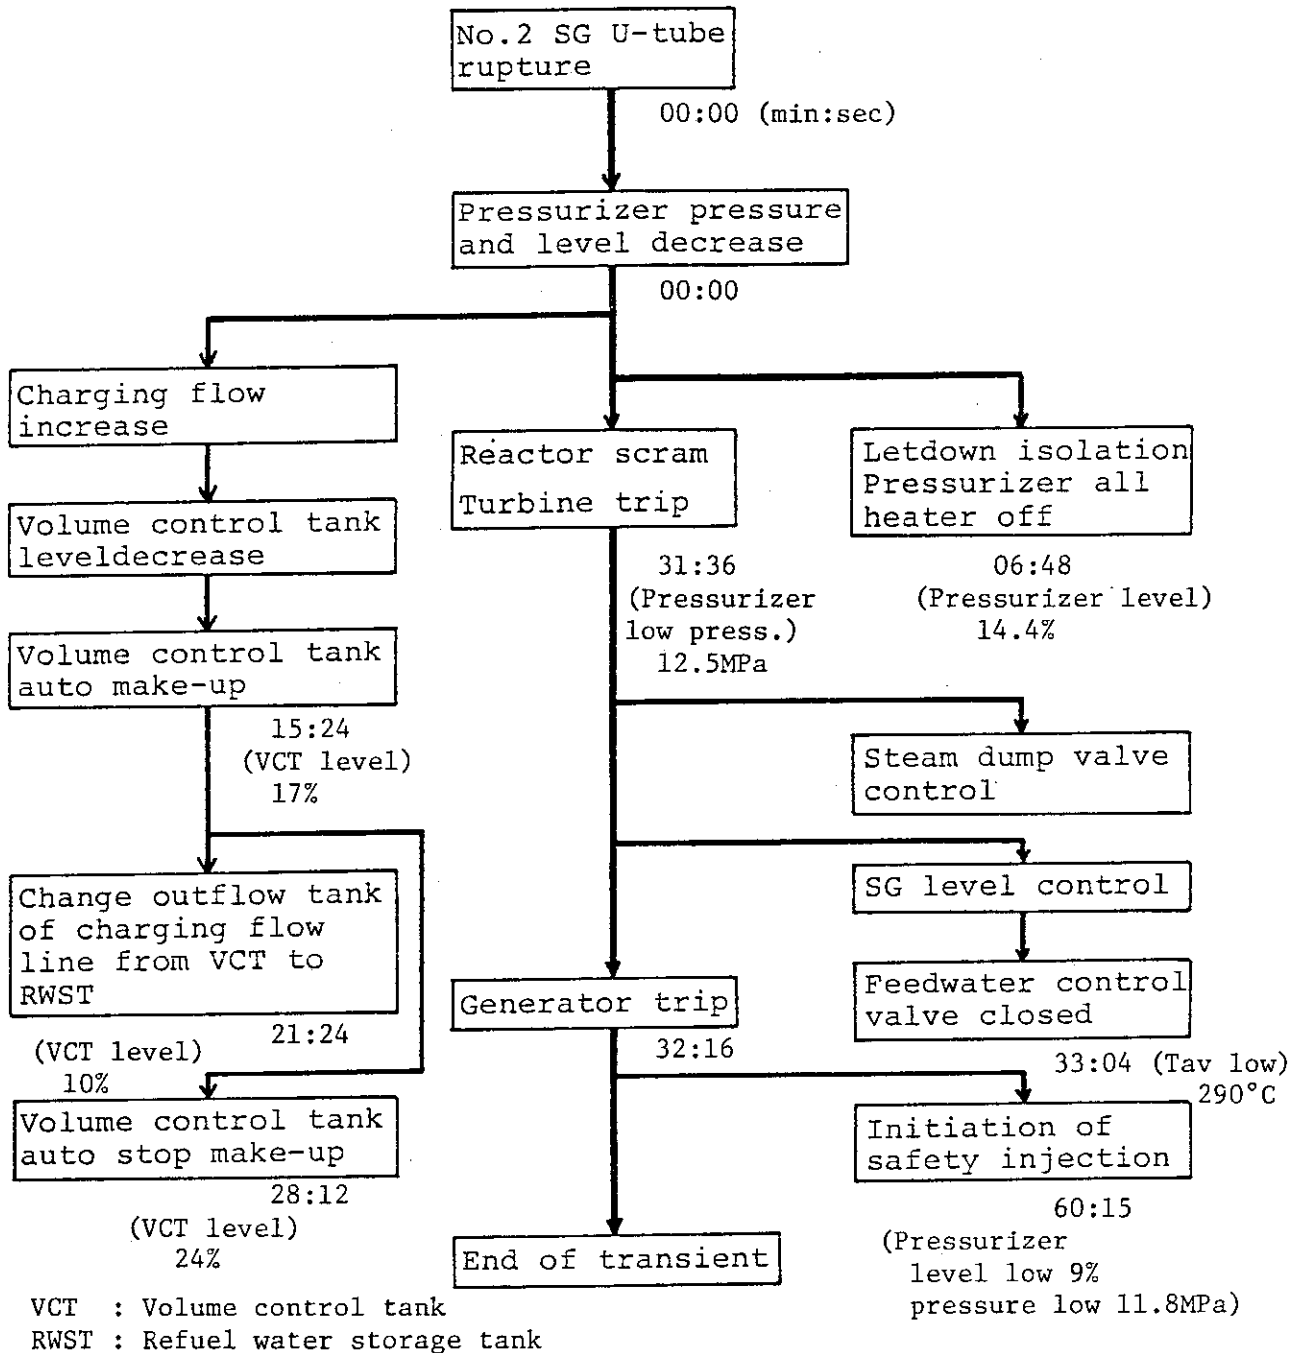 No.2 SG U-tube
rupture
00:00 (min:sec)
Pressurizer pressure
and level decrease
00:00
Charging flow
increase
Volume control tank
leveldecrease
Volume control tank
auto make-up
15:24
(VCT level)
17%
Change outflow tank
of charging flow
line from VCT to
RWST
21:24
(VCT level)
10%
Volume control tank
auto stop make-up
28:12
(VCT level)
24%
Reactor scram
Turbine trip
31:36
(Pressurizer
low press.)
12.5MPa
Generator trip
32:16
End of transient
Letdown isolation
Pressurizer all
heater off
06:48
(Pressurizer level)
14.4%
Steam dump valve
control
SG level control
Feedwater control
valve closed
33:04 (Tav low)
290°C
Initiation of
safety injection
60:15
(Pressurizer
level low 9%
pressure low 11.8MPa)
VCT : Volume control tank
RWST : Refuel water storage tank